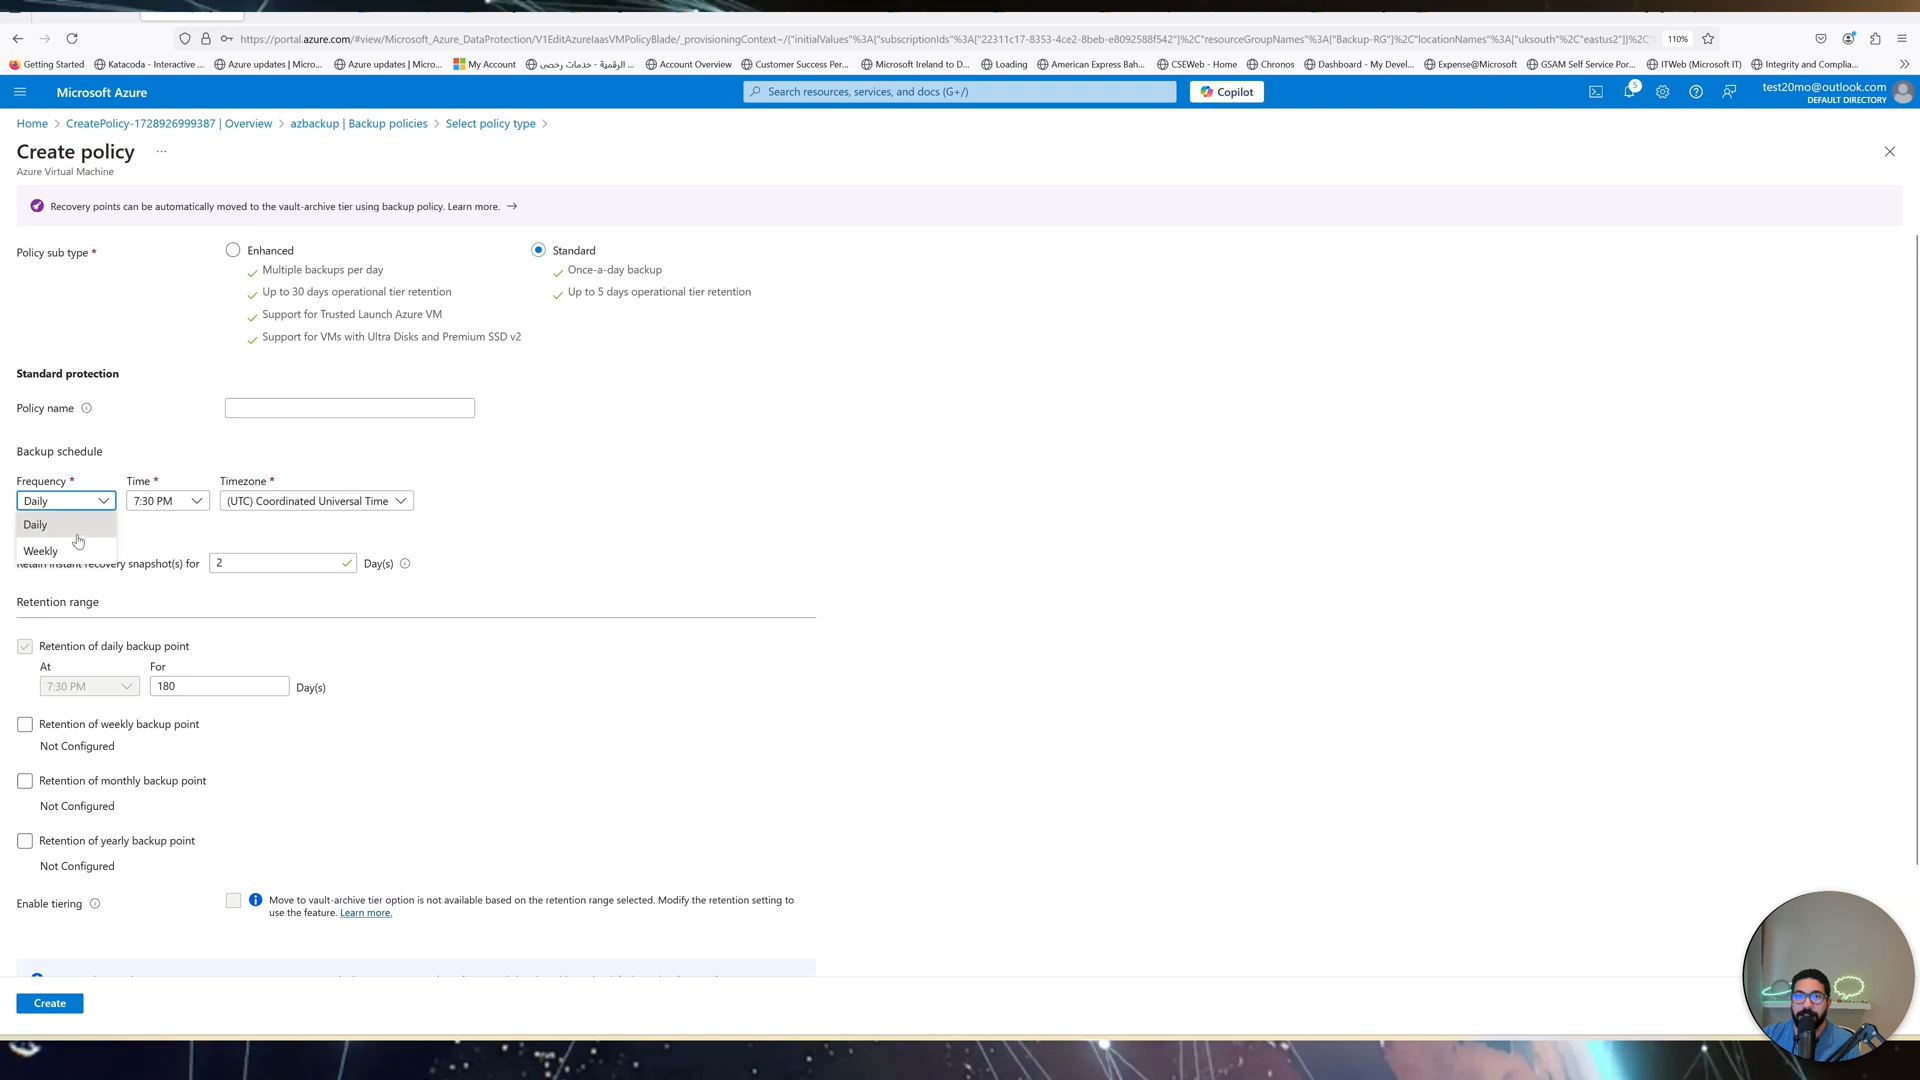 https://portal.azure.com/#view/Microsoft_Azure_DataProtection/V1EditAzureIaasVMPolicyBlade/_provisioningContext~/{"initialValues"%3A{"subscriptionIds"%3A["22311c17-8353-4ce2-8beb-e8092588f542"]%2C"resourceGroupNames"%3A["Backup-RG"]%2C"locationNames"%3A["uksouth"%2C"eastus2"]}%2C"
110%
Getting Started
Katacoda - Interactive ...
Azure updates | Micro...
Azure updates | Micro...
My Account
الرقمية - خدمات رخصي ...
Account Overview
Customer Success Per...
Microsoft Ireland to D...
Loading
American Express Bah...
CSEWeb - Home
Chronos
Dashboard - My Devel...
Expense@Microsoft
GSAM Self Service Por...
ITWeb (Microsoft IT)
Integrity and Complia...
Microsoft Azure
Search resources, services, and docs (G+/)
Copilot
5
test20mo@outlook.com
DEFAULT DIRECTORY
Home > CreatePolicy-1728926999387 | Overview > azbackup | Backup policies > Select policy type >
Create policy ...
Azure Virtual Machine
Recovery points can be automatically moved to the vault-archive tier using backup policy. Learn more. →
Policy sub type *
Enhanced
Multiple backups per day
Up to 30 days operational tier retention
Support for Trusted Launch Azure VM
Support for VMs with Ultra Disks and Premium SSD v2
Standard
Once-a-day backup
Up to 5 days operational tier retention
Standard protection
Policy name
Backup schedule
Frequency * Time * Timezone *
Daily 7:30 PM (UTC) Coordinated Universal Time
Daily
Weekly
Retain instant recovery snapshot(s) for 2 Day(s)
Retention range
Retention of daily backup point
At For
7:30 PM 180 Day(s)
Retention of weekly backup point
Not Configured
Retention of monthly backup point
Not Configured
Retention of yearly backup point
Not Configured
Enable tiering
Move to vault-archive tier option is not available based on the retention range selected. Modify the retention setting to
use the feature. Learn more.
Create